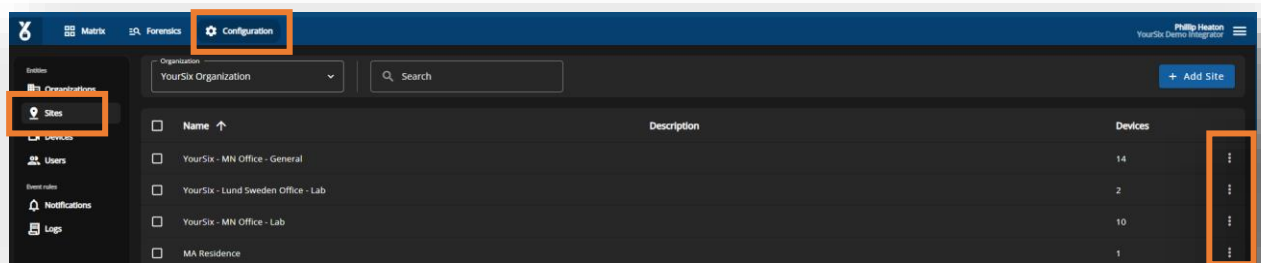 Matrix
Forensics
Configuration
Phillip Heaton
YourSix Demo Integrator
Entities
Organizations
Sites
Devices
Users
Event rules
Notifications
Logs
Organization
YourSix Organization
Search
+ Add Site
Name
Description
Devices
YourSix - MN Office - General
14
YourSix - Lund Sweden Office - Lab
2
YourSix - MN Office - Lab
10
MA Residence
1